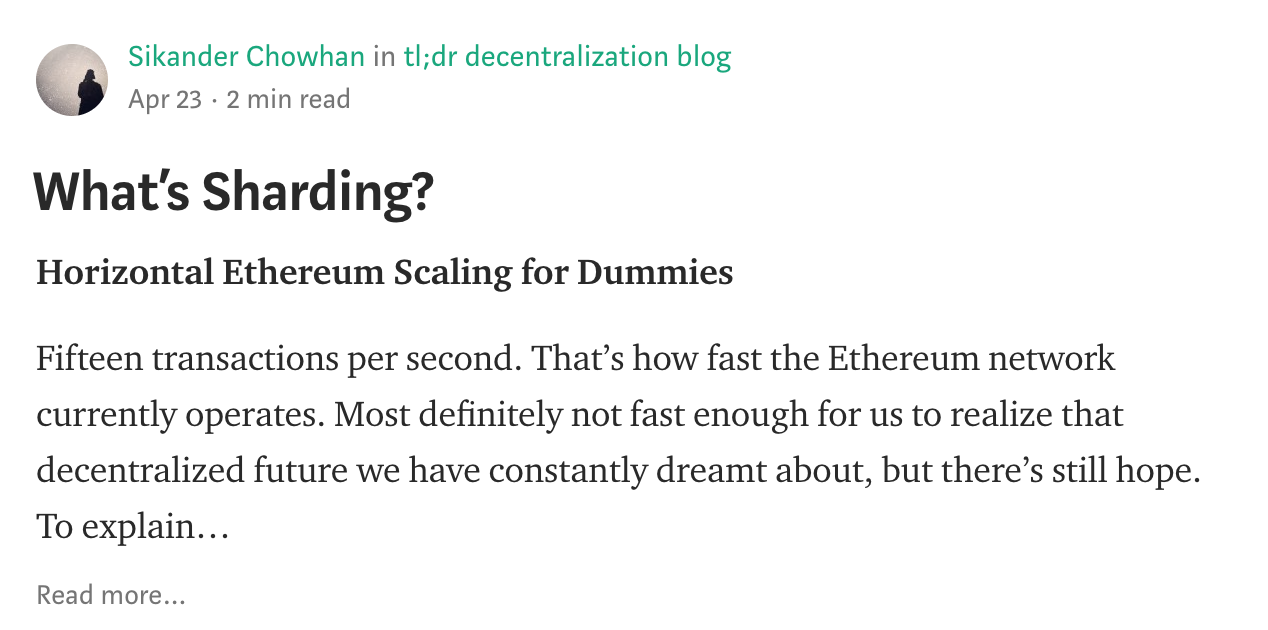 Sikander Chowhan in tl;dr decentralization blog
Apr 23 · 2 min read
What's Sharding?
Horizontal Ethereum Scaling for Dummies
Fifteen transactions per second. That’s how fast the Ethereum network
currently operates. Most definitely not fast enough for us to realize that
decentralized future we have constantly dreamt about, but there’s still hope.
To explain…
Read more…